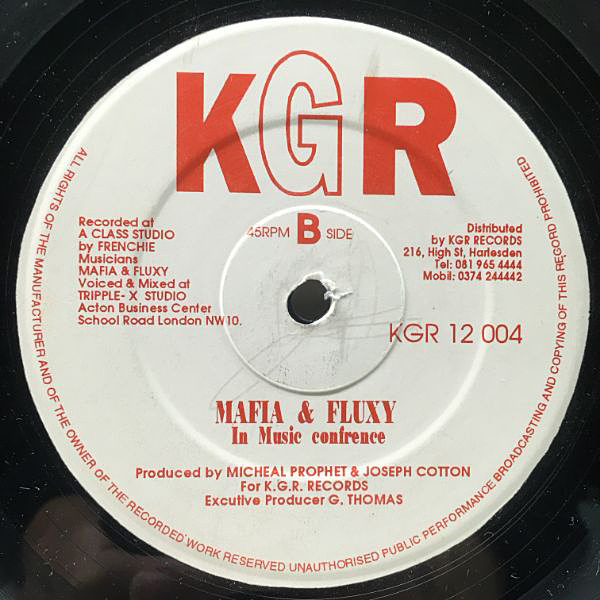 KGR
Recorded at
A CLASS STUDIO
by FRENCHIE
Musicians
MAFIA & FLUXY
Voiced & Mixed at
TRIPPLE- X STUDIO
Acton Business Center
School Road London NW10.
45RPM B SIDE
Distributed
by KGR RECORDS
216, High St, Harlesden
Tel: 081 965 4444
Mobil: 0374 244442
KGR 12 004
MAFIA & FLUXY
In Music confrence
Produced by MICHEAL PROPHET & JOSEPH COTTON
For K.G.R. RECORDS
Excutive Producer G. THOMAS
ALL RIGHTS OF THE MANUFACTURER AND OF THE OWNER OF THE RECORDED WORK RESERVED UNAUTHORISED PUBLIC PERFORMANCE BROADCASTING AND COPYING OF THIS RECORD PROHIBITED